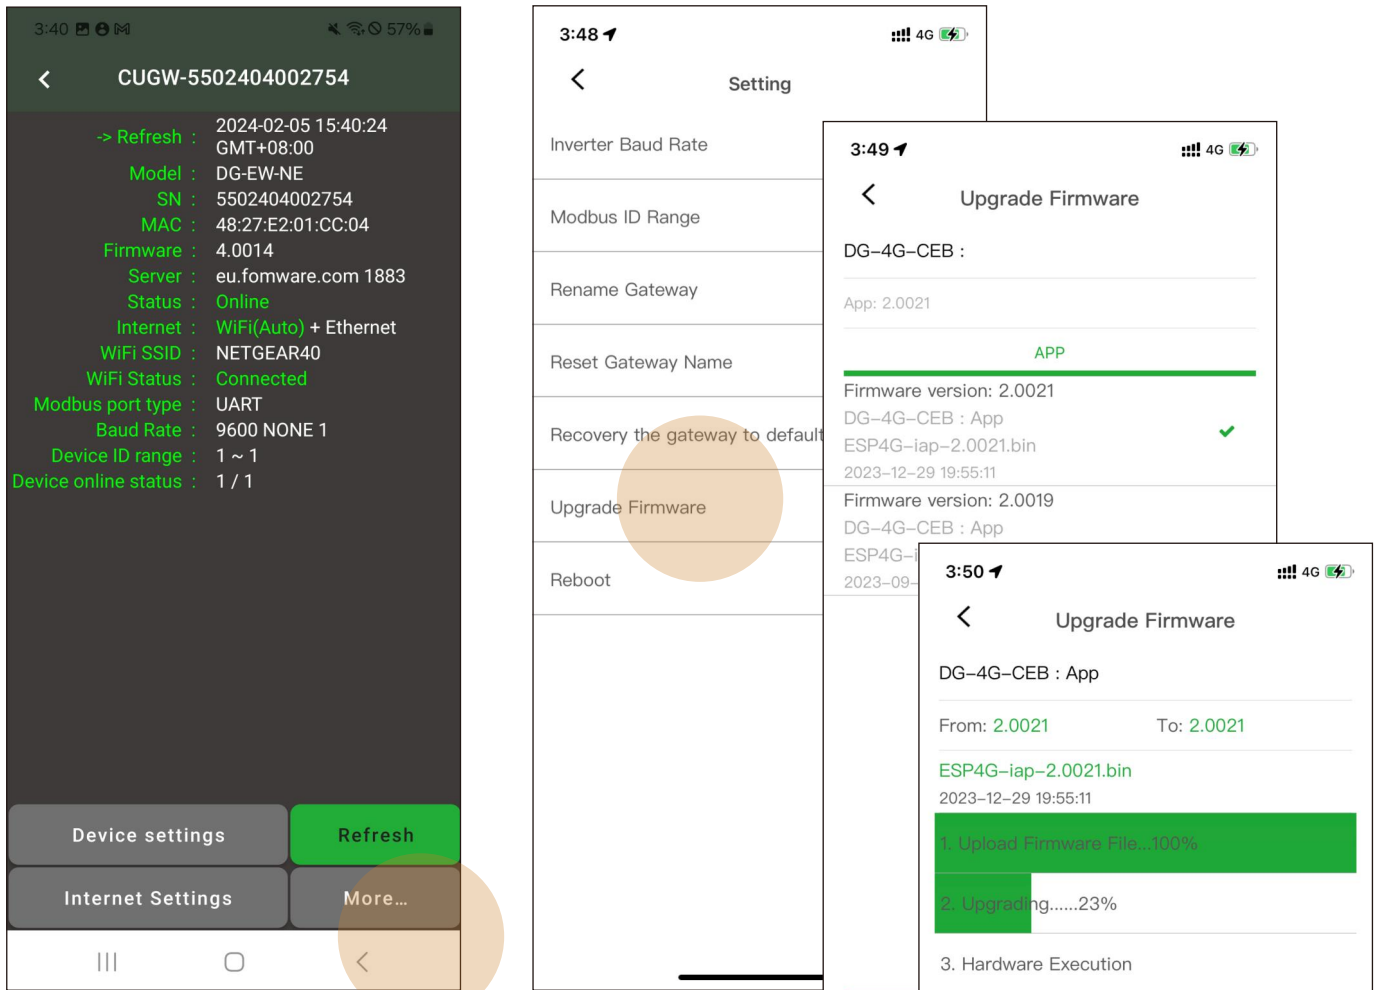 3:40
57%
CUGW-5502404002754
-> Refresh : 2024-02-05 15:40:24
GMT+08:00
Model : DG-EW-NE
SN : 5502404002754
MAC : 48:27:E2:01:CC:04
Firmware : 4.0014
Server : eu.fomware.com 1883
Status : Online
Internet : WiFi(Auto) + Ethernet
WiFi SSID : NETGEAR40
WiFi Status : Connected
Modbus port type : UART
Baud Rate : 9600 NONE 1
Device ID range : 1 ~ 1
Device online status : 1 / 1
Device settings
Refresh
Internet Settings
More...
3:48
4G
Setting
Inverter Baud Rate
Modbus ID Range
Rename Gateway
Reset Gateway Name
Recovery the gateway to default
Upgrade Firmware
Reboot
3:49
4G
Upgrade Firmware
DG-4G-CEB :
App: 2.0021
APP
Firmware version: 2.0021
DG-4G-CEB : App
ESP4G-iap-2.0021.bin
2023-12-29 19:55:11
Firmware version: 2.0019
DG-4G-CEB : App
ESP4G-i
2023-09-
3:50
4G
Upgrade Firmware
DG-4G-CEB : App
From: 2.0021 To: 2.0021
ESP4G-iap-2.0021.bin
2023-12-29 19:55:11
1. Upload Firmware File...100%
2. Upgrading......23%
3. Hardware Execution